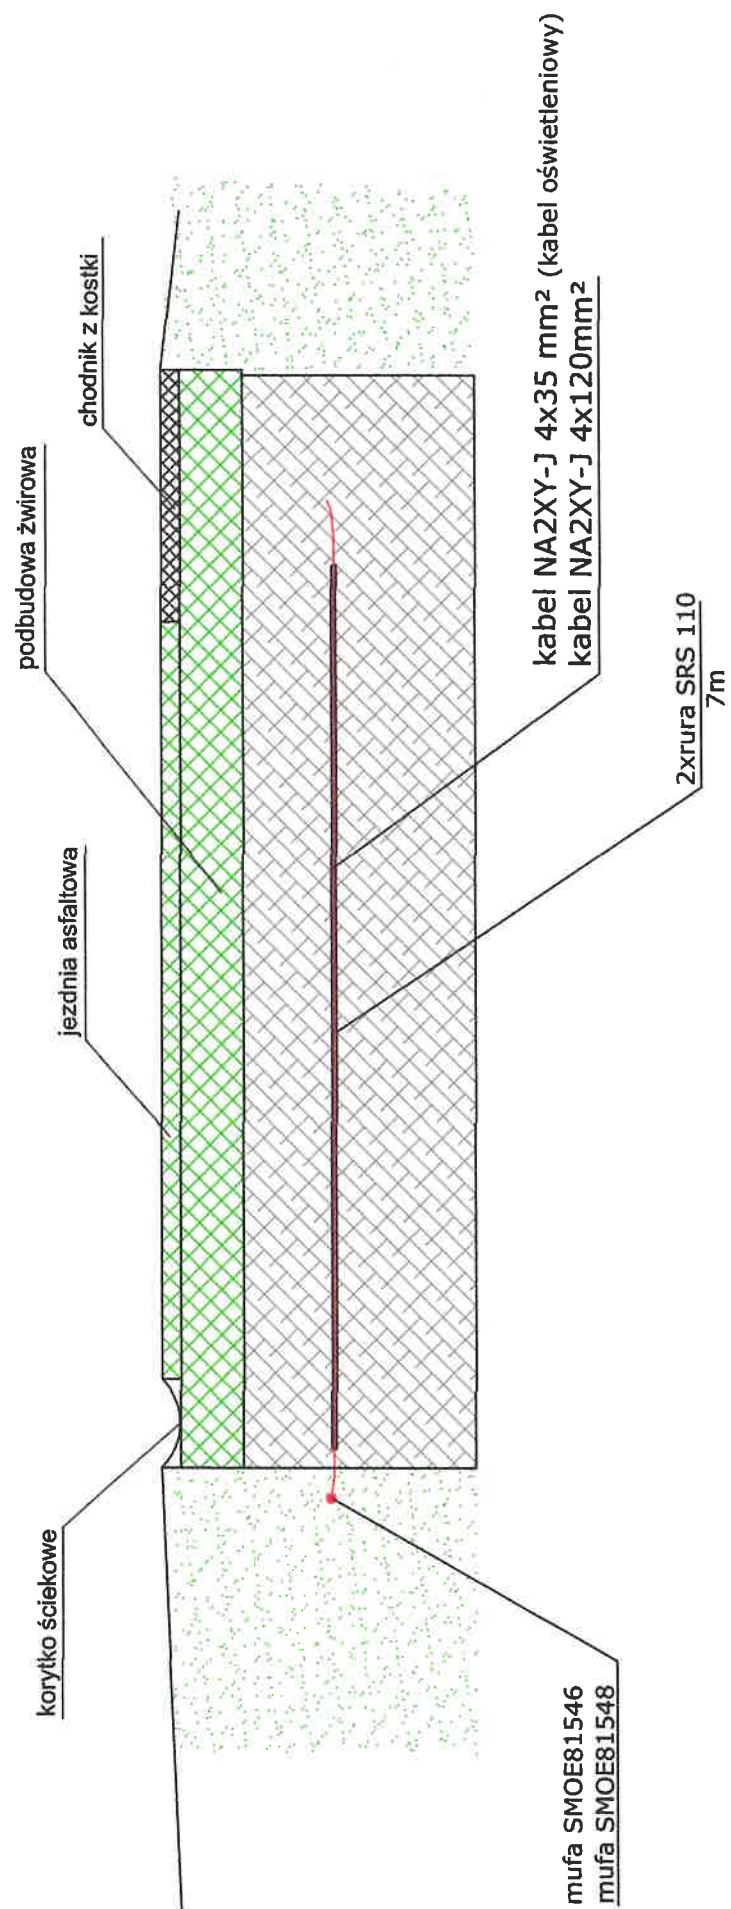 korytko ściekowe
jezdnia asfaltowa
podbudowa żwirowa
chodnik z kostki
mufa SMOE81546
mufa SMOE81548
2xrura SRS 110
7m
kabel NA2XY-J 4x35 mm² (kabel oświetleniowy)
kabel NA2XY-J 4x120mm²